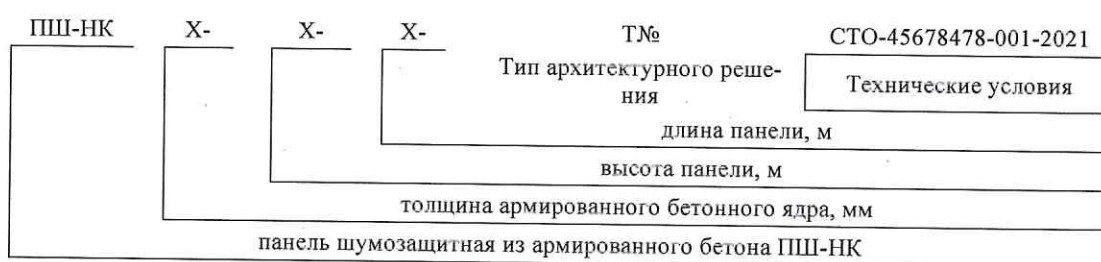 ПШ-НК Х- Х- Х- Т№ СТО-45678478-001-2021
Тип архитектурного реше-
ния
Технические условия
длина панели, м
высота панели, м
толщина армированного бетонного ядра, мм
панель шумозащитная из армированного бетона ПШ-НК